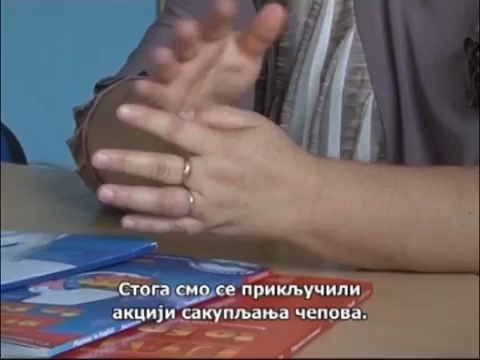 Стога смо се прикључили
акцији сакупљања чепова.